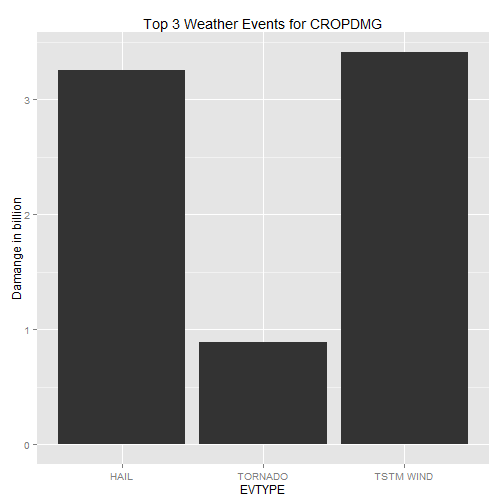 Top 3 Weather Events for CROPDMG
Damange in billion
3
2
1
0
HAIL
TORNADO
TSTM WIND
EVTYPE